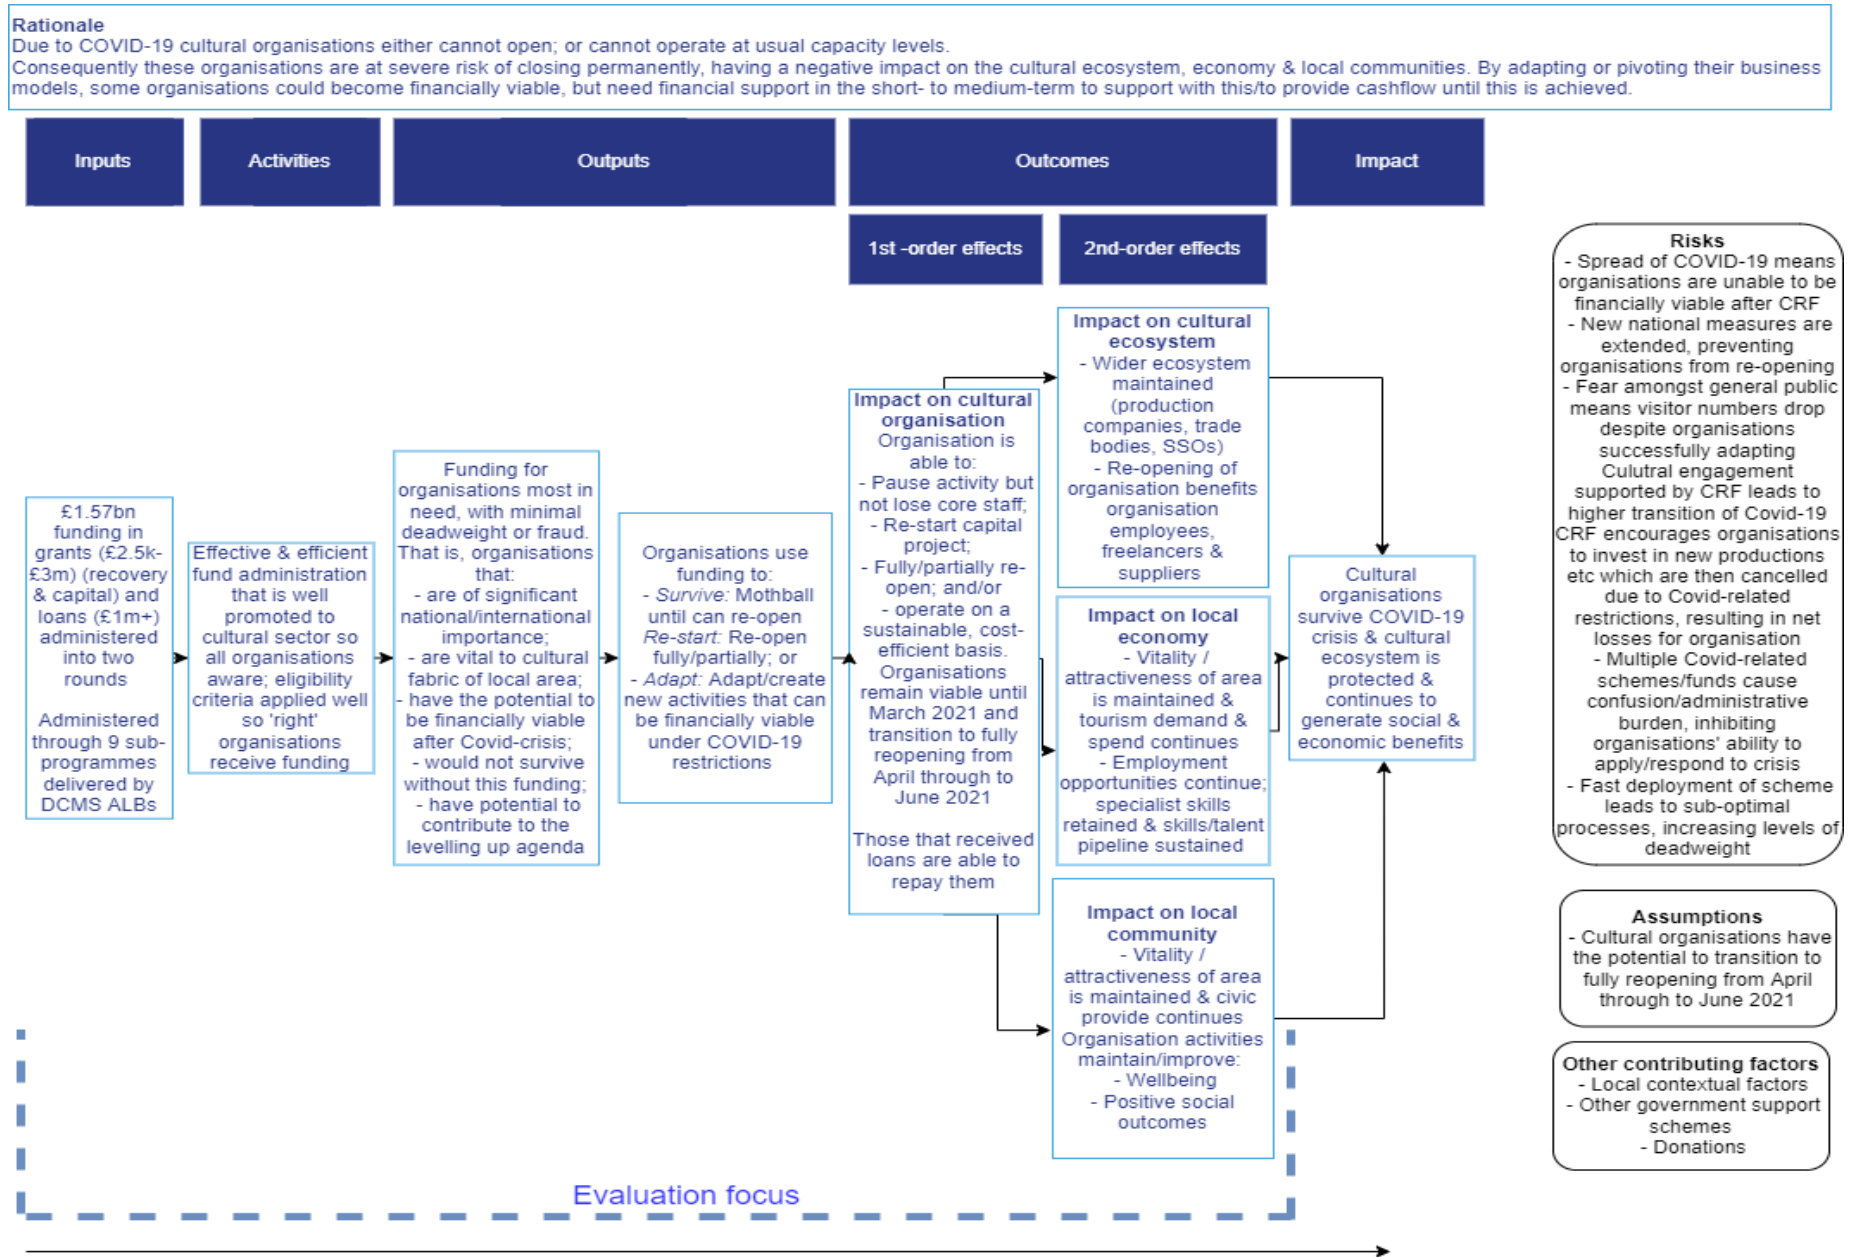 Rationale
Due to COVID-19 cultural organisations either cannot open; or cannot operate at usual capacity levels.
Consequently these organisations are at severe risk of closing permanently, having a negative impact on the cultural ecosystem, economy & local communities. By adapting or pivoting their business
models, some organisations could become financially viable, but need financial support in the short- to medium-term to support with this/to provide cashflow until this is achieved.
Inputs
Activities
Outputs
Outcomes
Impact
1st -order effects
2nd-order effects
£1.57bn
funding in
grants (£2.5k-
£3m) (recovery
& capital) and
loans (£1m+)
administered
into two
rounds
Administered
through 9 sub-
programmes
delivered by
DCMS ALBs
Effective & efficient
fund administration
that is well
promoted to
cultural sector so
all organisations
aware; eligibility
criteria applied well
so 'right'
organisations
receive funding
Funding for
organisations most in
need, with minimal
deadweight or fraud.
That is, organisations
that:
- are of significant
national/international
importance;
- are vital to cultural
fabric of local area;
- have the potential to
be financially viable
after Covid-crisis;
- would not survive
without this funding;
- have potential to
contribute to the
levelling up agenda
Organisations use
funding to:
- Survive: Mothball
until can re-open
Re-start: Re-open
fully/partially; or
- Adapt: Adapt/create
new activities that can
be financially viable
under COVID-19
restrictions
Impact on cultural
organisation
Organisation is
able to:
- Pause activity but
not lose core staff;
- Re-start capital
project;
- Fully/partially re-
open; and/or
- operate on a
sustainable, cost-
efficient basis.
Organisations
remain viable until
March 2021 and
transition to fully
reopening from
April through to
June 2021
Those that received
loans are able to
repay them
Impact on cultural
ecosystem
- Wider ecosystem
maintained
(production
companies, trade
bodies, SSOs)
- Re-opening of
organisation benefits
organisation
employees,
freelancers &
suppliers
Impact on local
economy
- Vitality /
attractiveness of area
is maintained &
tourism demand &
spend continues
- Employment
opportunities continue;
specialist skills
retained & skills/talent
pipeline sustained
Impact on local
community
- Vitality /
attractiveness of area
is maintained & civic
provide continues
Organisation activities
maintain/improve:
- Wellbeing
- Positive social
outcomes
Cultural
organisations
survive COVID-19
crisis & cultural
ecosystem is
protected &
continues to
generate social &
economic benefits
Risks
- Spread of COVID-19 means
organisations are unable to be
financially viable after CRF
- New national measures are
extended, preventing
organisations from re-opening
- Fear amongst general public
means visitor numbers drop
despite organisations
successfully adapting
Culutral engagement
supported by CRF leads to
higher transition of Covid-19
CRF encourages organisations
to invest in new productions
etc which are then cancelled
due to Covid-related
restrictions, resulting in net
losses for organisation
- Multiple Covid-related
schemes/funds cause
confusion/administrative
burden, inhibiting
organisations' ability to
apply/respond to crisis
- Fast deployment of scheme
leads to sub-optimal
processes, increasing levels of
deadweight
Assumptions
- Cultural organisations have
the potential to transition to
fully reopening from April
through to June 2021
Other contributing factors
- Local contextual factors
- Other government support
schemes
- Donations
Evaluation focus